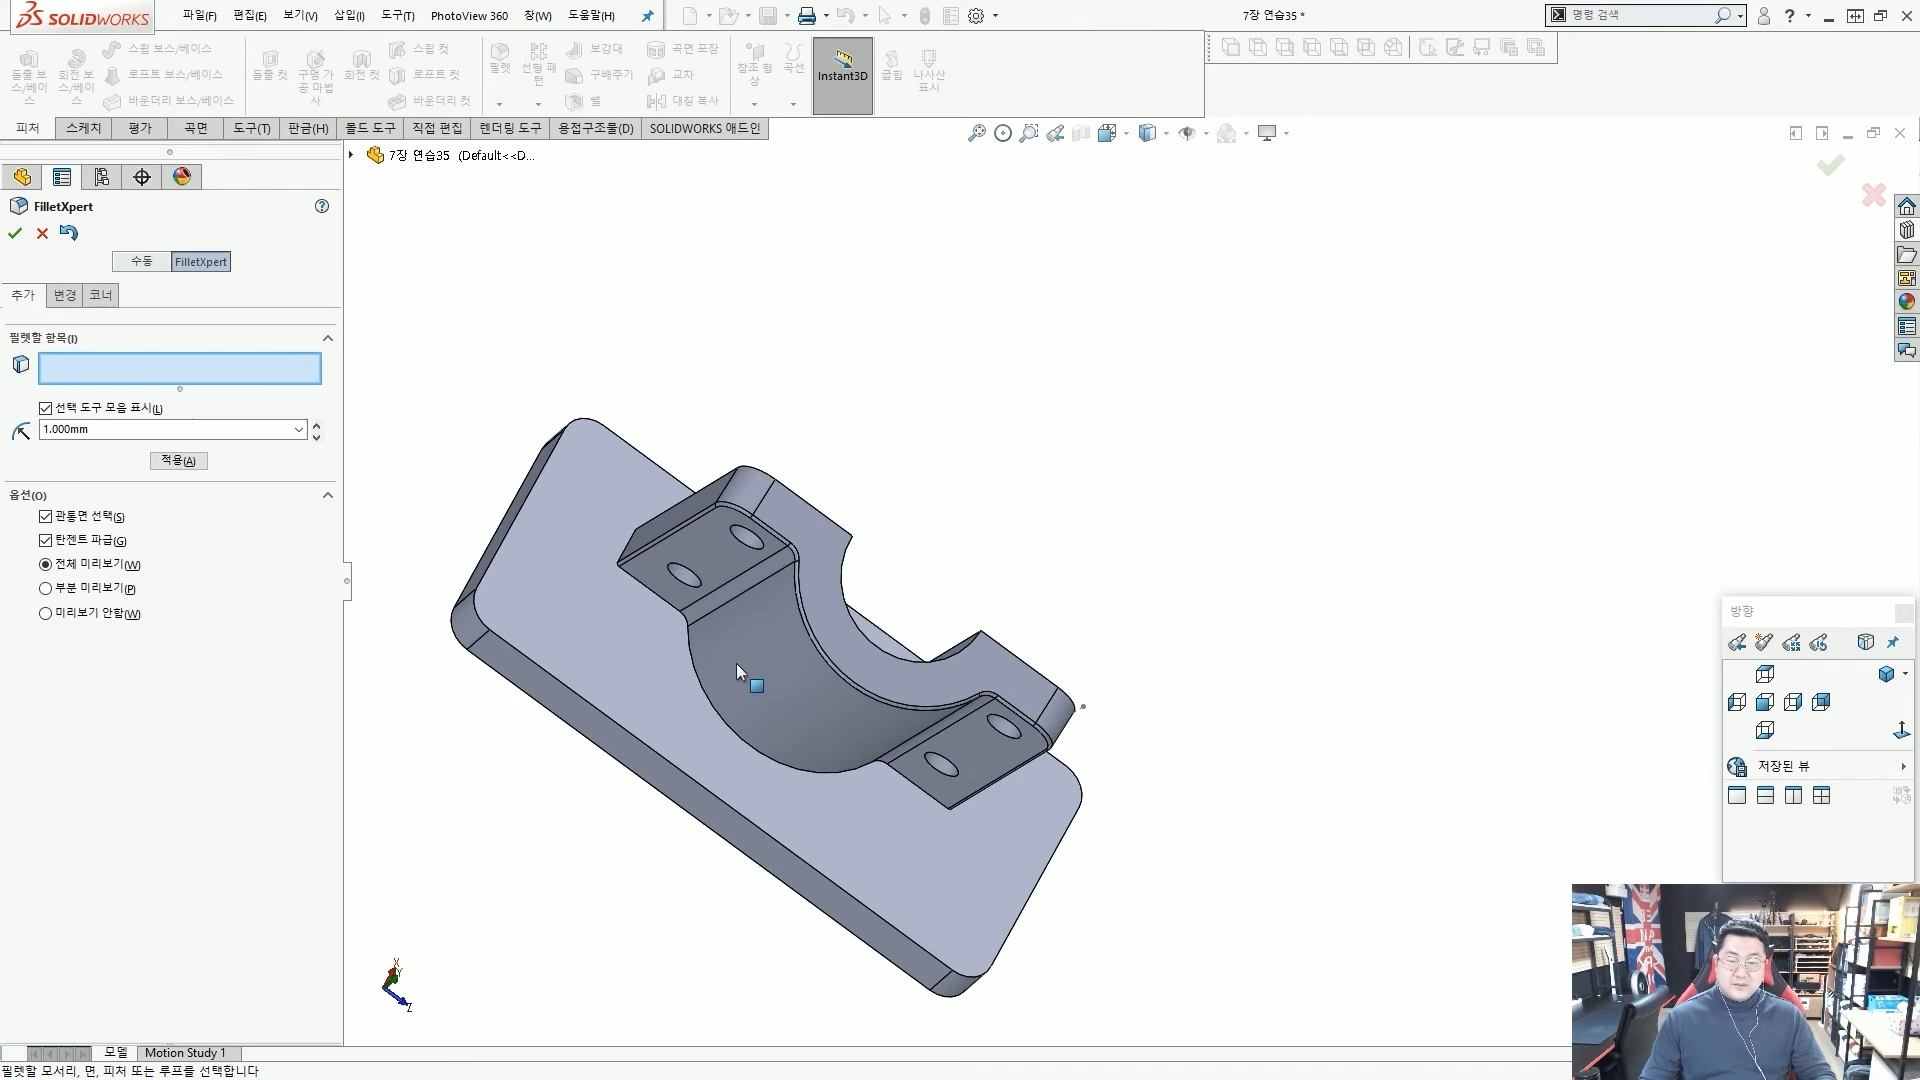 SOLIDWORKS
파일(F) 편집(E) 보기(V) 삽입(I) 도구(T) PhotoView 360 창(W) 도움말(H)
7장 연습35 *
명령 검색
돌출 보스/베이스
회전 보스/베이스
스윕 보스/베이스
로프트 보스/베이스
바운더리 보스/베이스
돌출 컷
구멍 가공 마법사
회전 컷
스윕 컷
로프트 컷
바운더리 컷
필렛
선형 패턴
보강대
구배주기
쉘
곡면 포장
교차
대칭 복사
참조 형상
곡선
Instant3D
굽힘
나사산 표시
피처 스케치 평가 곡면 도구(T) 판금(H) 몰드 도구 직접 편집 렌더링 도구 용접구조물(D) SOLIDWORKS 애드인
7장 연습35 (Default<<D...
FilletXpert
수동 FilletXpert
추가 변경 코너
필렛할 항목(I)
선택 도구 모음 표시(L)
1.000mm
적용(A)
옵션(O)
관통면 선택(S)
탄젠트 파급(G)
전체 미리보기(W)
부분 미리보기(P)
미리보기 안함(W)
방향
저장된 뷰
X
Y
Z
모델 Motion Study 1
필렛할 모서리, 면, 피처 또는 루프를 선택합니다